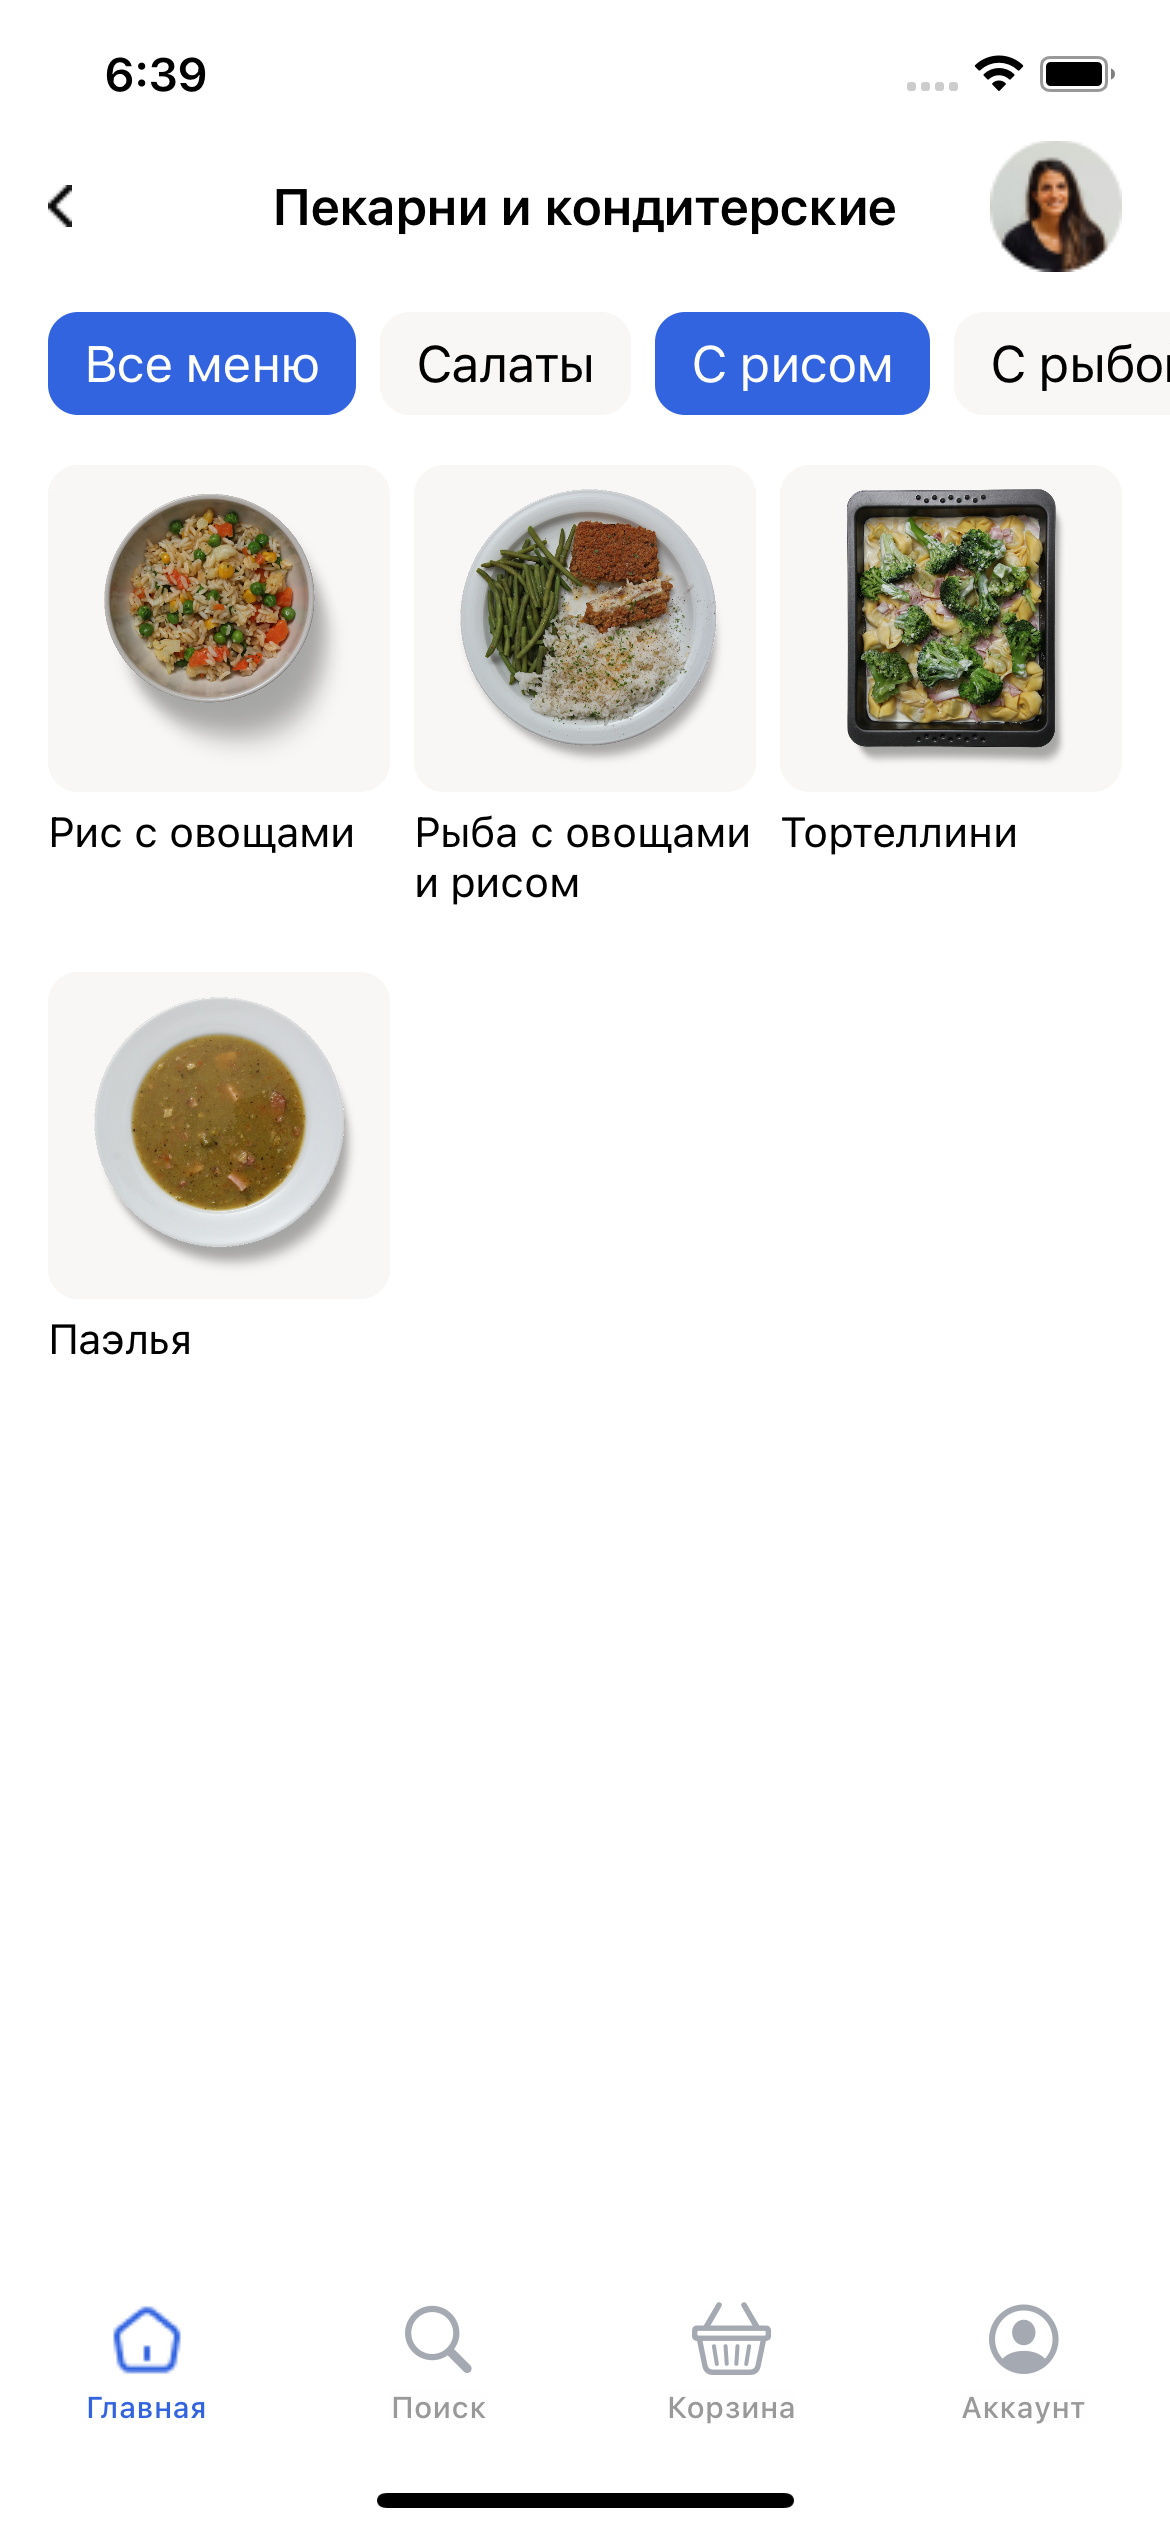 6:39
Пекарни и кондитерские
Все меню
Салаты
С рисом
С рыбо
Рис с овощами
Рыба с овощами
и рисом
Тортеллини
Паэлья
Главная
Поиск
Корзина
Аккаунт